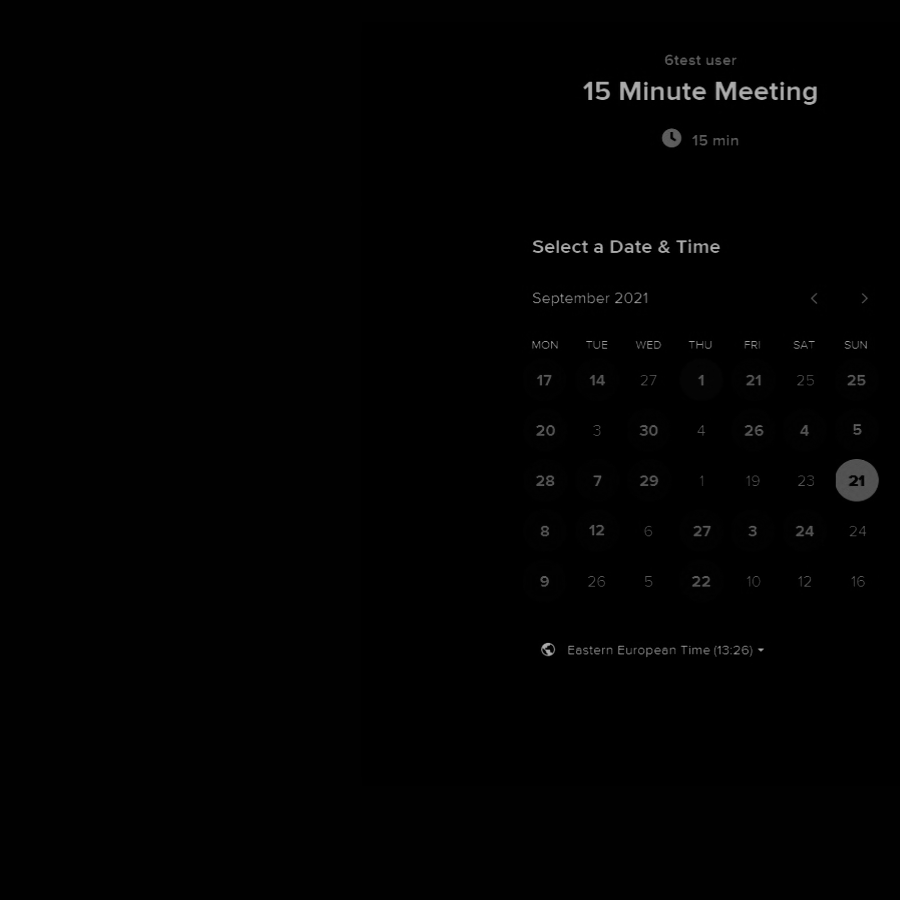 6test user
15 Minute Meeting
15 min
Select a Date & Time
September 2021
MON TUE WED THU FRI SAT SUN
17 14 27 1 21 25 25
20 3 30 4 26 4 5
28 7 29 1 19 23 21
8 12 6 27 3 24 24
9 26 5 22 10 12 16
Eastern European Time (13:26)